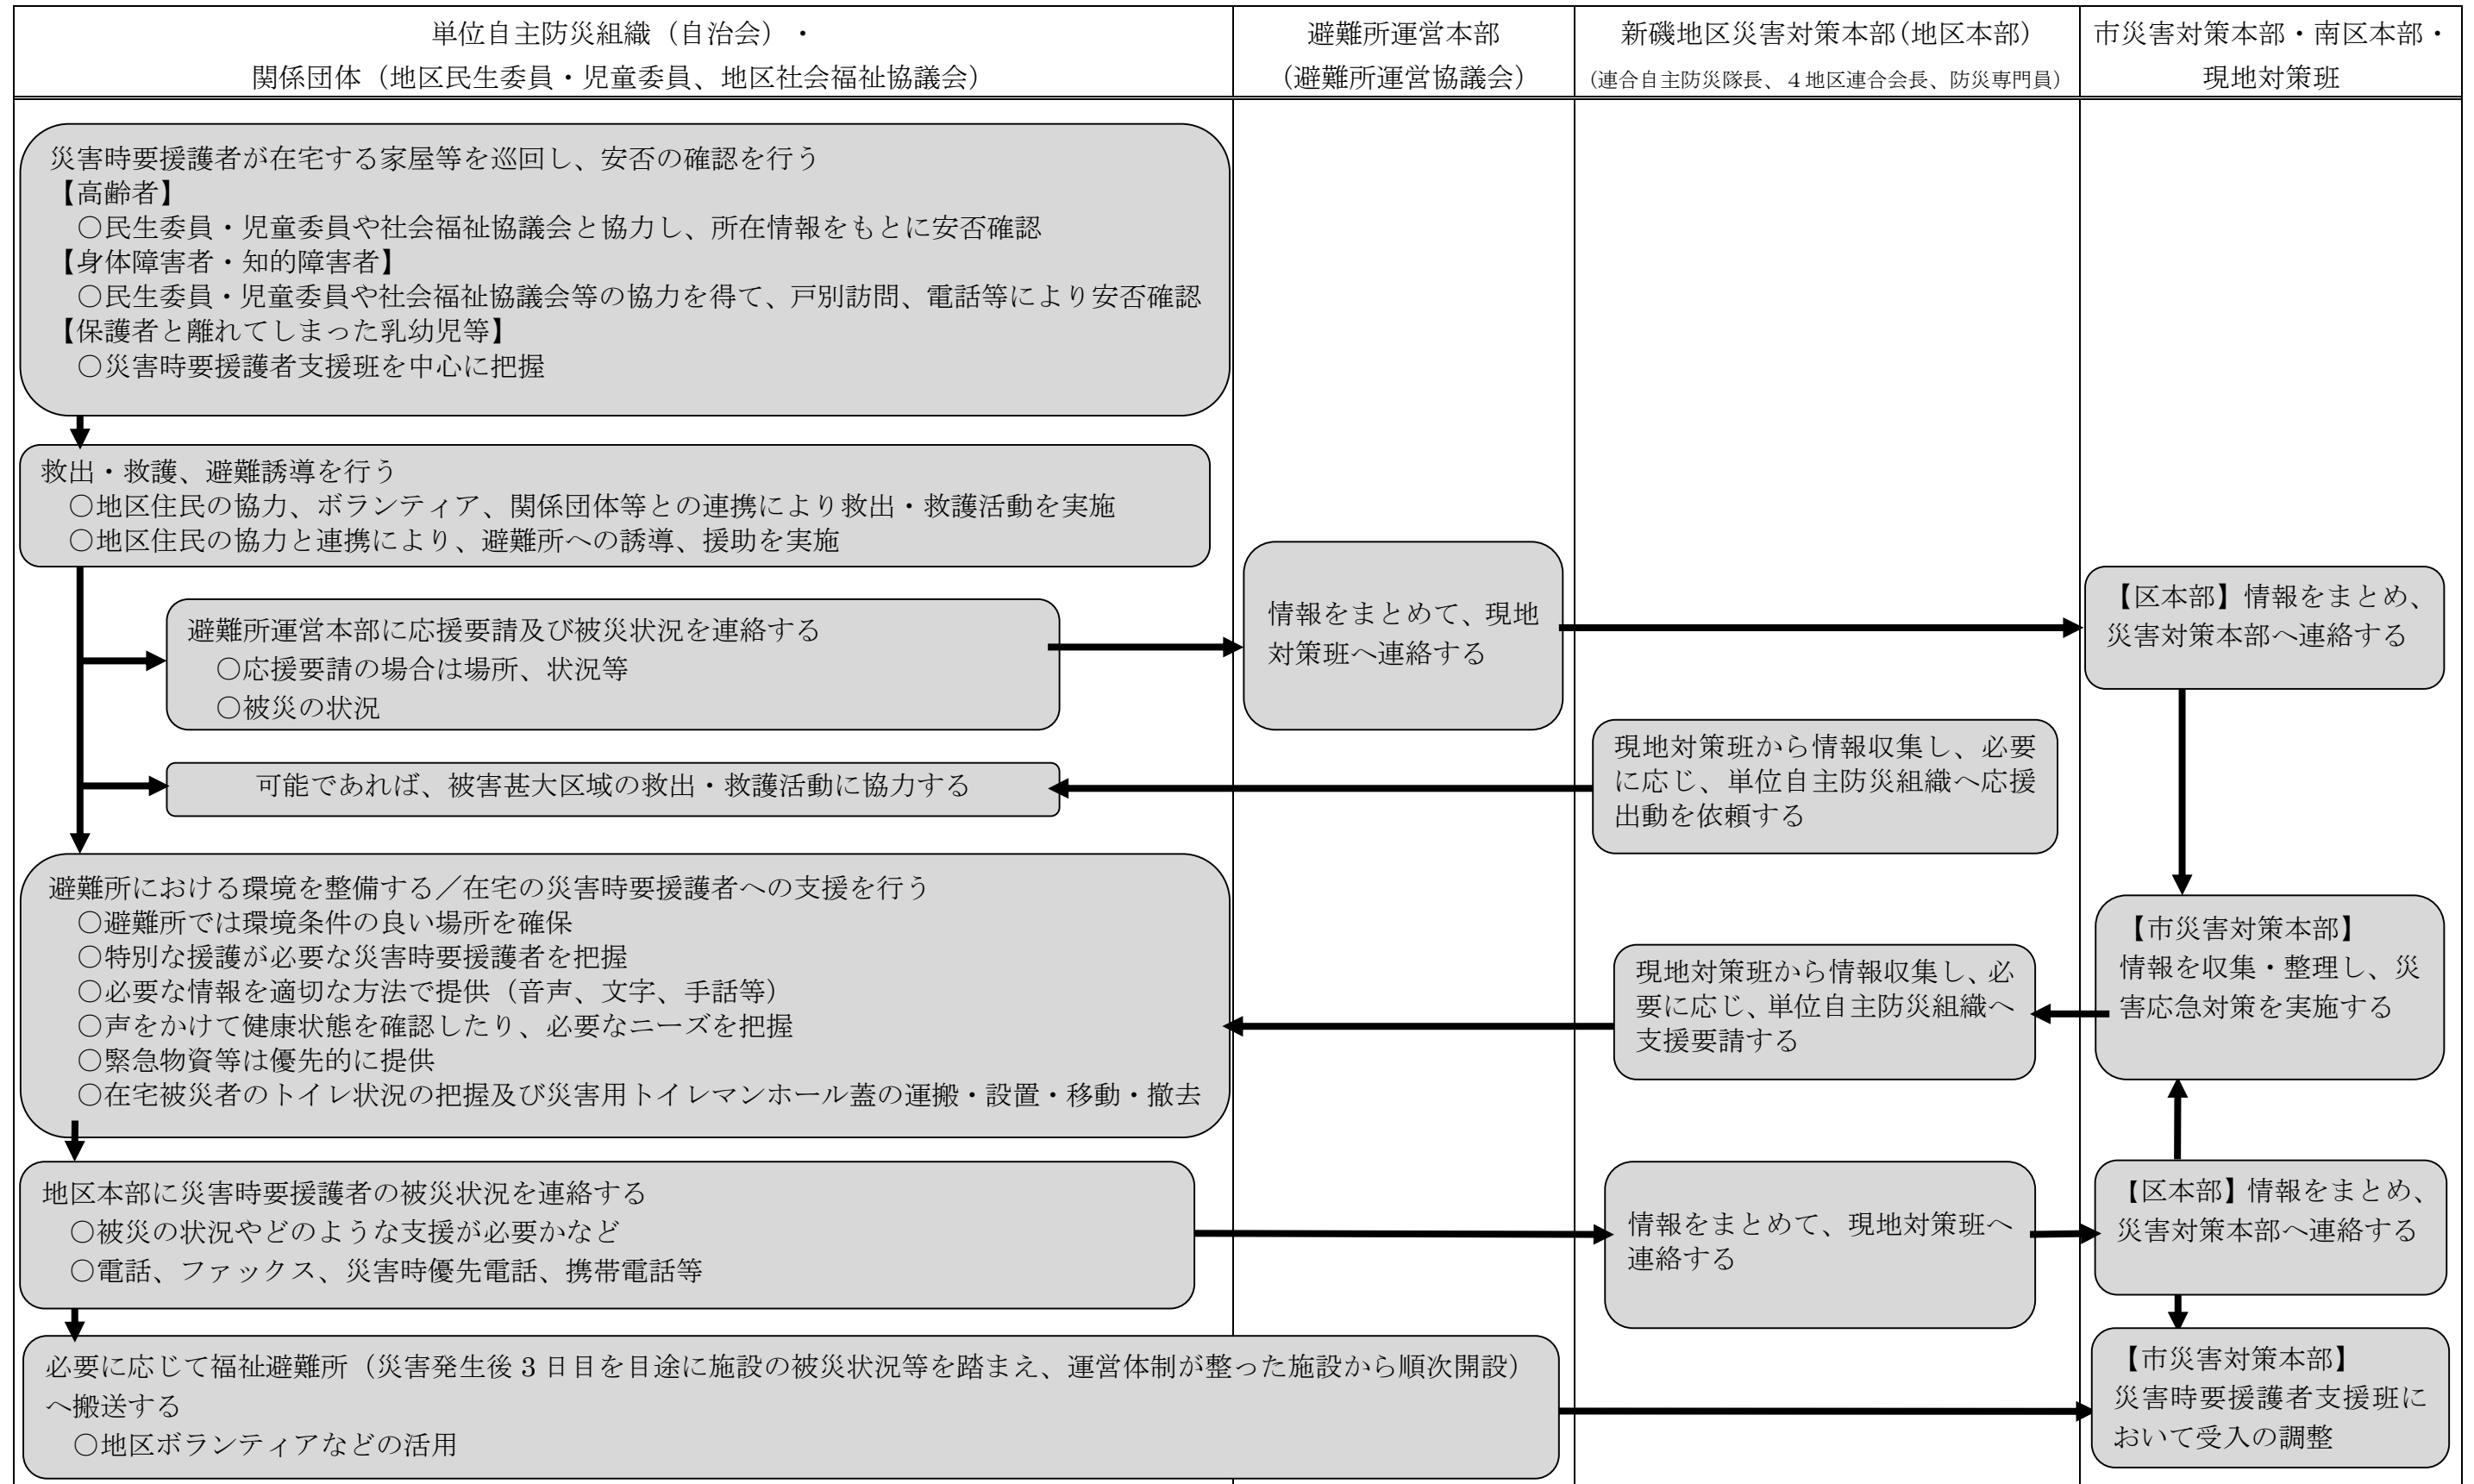 単位自主防災組織（自治会）・
関係団体（地区民生委員・児童委員、地区社会福祉協議会）
避難所運営本部
（避難所運営協議会）
新磯地区災害対策本部（地区本部）
（連合自主防災隊長、４地区連合会長、防災専門員）
市災害対策本部・南区本部・
現地対策班
災害時要援護者が在宅する家屋等を巡回し、安否の確認を行う
【高齢者】
○民生委員・児童委員や社会福祉協議会と協力し、所在情報をもとに安否確認
【身体障害者・知的障害者】
○民生委員・児童委員や社会福祉協議会等の協力を得て、戸別訪問、電話等により安否確認
【保護者と離れてしまった乳幼児等】
○災害時要援護者支援班を中心に把握
救出・救護、避難誘導を行う
○地区住民の協力、ボランティア、関係団体等との連携により救出・救護活動を実施
○地区住民の協力と連携により、避難所への誘導、援助を実施
避難所運営本部に応援要請及び被災状況を連絡する
○応援要請の場合は場所、状況等
○被災の状況
情報をまとめて、現地
対策班へ連絡する
【区本部】情報をまとめ、
災害対策本部へ連絡する
可能であれば、被害甚大区域の救出・救護活動に協力する
現地対策班から情報収集し、必要
に応じ、単位自主防災組織へ応援
出動を依頼する
避難所における環境を整備する／在宅の災害時要援護者への支援を行う
○避難所では環境条件の良い場所を確保
○特別な援護が必要な災害時要援護者を把握
○必要な情報を適切な方法で提供（音声、文字、手話等）
○声をかけて健康状態を確認したり、必要なニーズを把握
○緊急物資等は優先的に提供
○在宅被災者のトイレ状況の把握及び災害用トイレマンホール蓋の運搬・設置・移動・撤去
現地対策班から情報収集し、必
要に応じ、単位自主防災組織へ
支援要請する
【市災害対策本部】
情報を収集・整理し、災
害応急対策を実施する
地区本部に災害時要援護者の被災状況を連絡する
○被災の状況やどのような支援が必要かなど
○電話、ファックス、災害時優先電話、携帯電話等
情報をまとめて、現地対策班へ
連絡する
【区本部】情報をまとめ、
災害対策本部へ連絡する
必要に応じて福祉避難所（災害発生後 3 日目を目途に施設の被災状況等を踏まえ、運営体制が整った施設から順次開設）
へ搬送する
○地区ボランティアなどの活用
【市災害対策本部】
災害時要援護者支援班に
おいて受入の調整